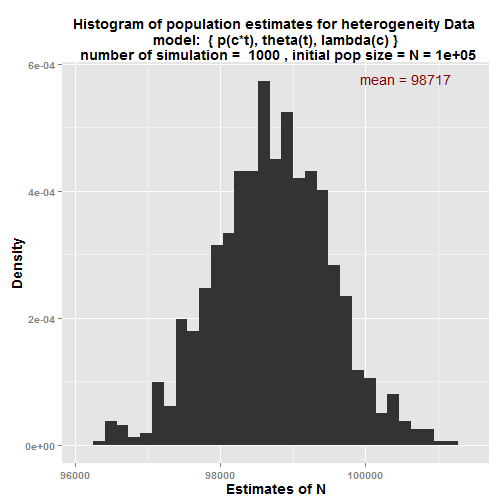 Histogram of population estimates for heterogeneity Data
model:  { p(c*t), theta(t), lambda(c) }
number of simulation =  1000 , initial pop size = N = 1e+05
mean = 98717
6e-04
4e-04
2e-04
0e+00
Density
96000 98000 100000
Estimates of N